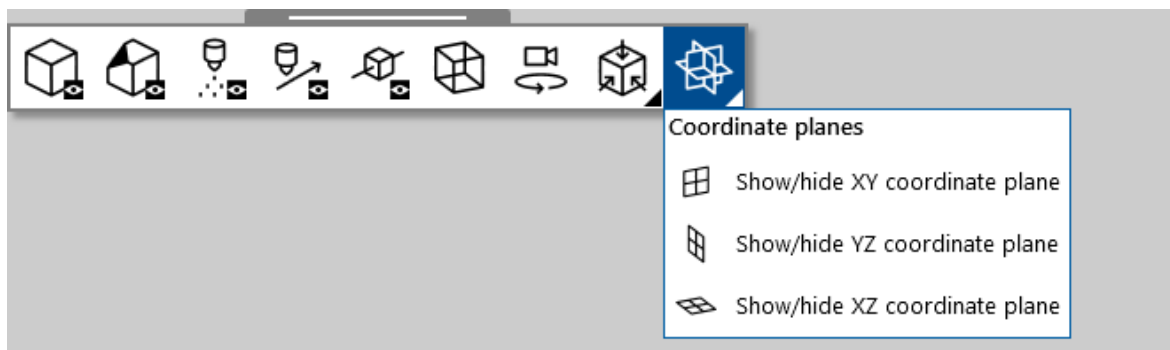 Coordinate planes
Show/hide XY coordinate plane
Show/hide YZ coordinate plane
Show/hide XZ coordinate plane